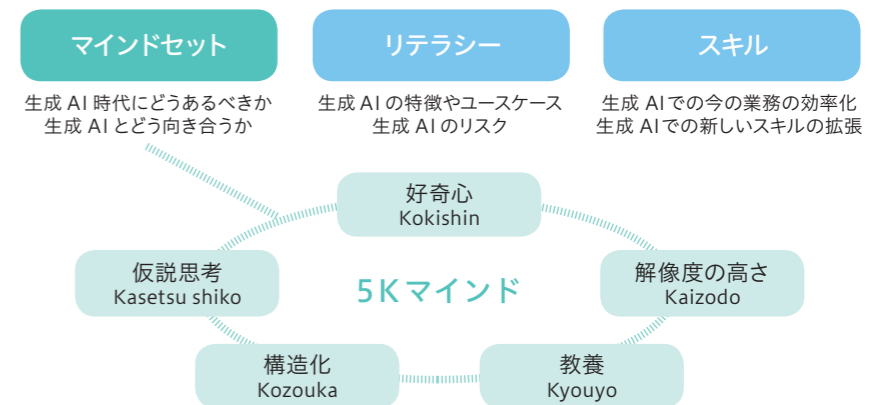 マインドセット
リテラシー
スキル
生成 AI 時代にどうあるべきか
生成 AI とどう向き合うか
生成 AI の特徴やユースケース
生成 AI のリスク
生成 AIでの今の業務の効率化
生成 AIでの新しいスキルの拡張
好奇心
Kokishin
仮説思考
Kasetsu shiko
5K マインド
解像度の高さ
Kaizodo
構造化
Kozouka
教養
Kyouyo